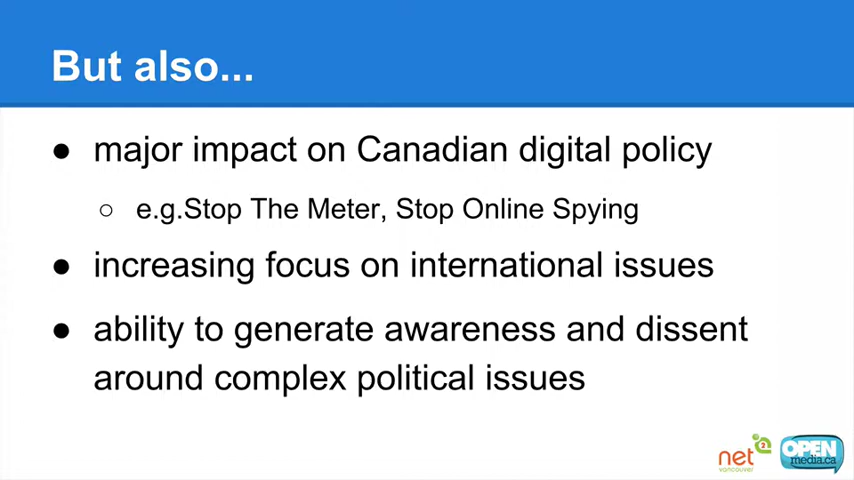 But also...
● major impact on Canadian digital policy
○ e.g.Stop The Meter, Stop Online Spying
● increasing focus on international issues
● ability to generate awareness and dissent
around complex political issues
net2
vancouver
OPEN
media.ca